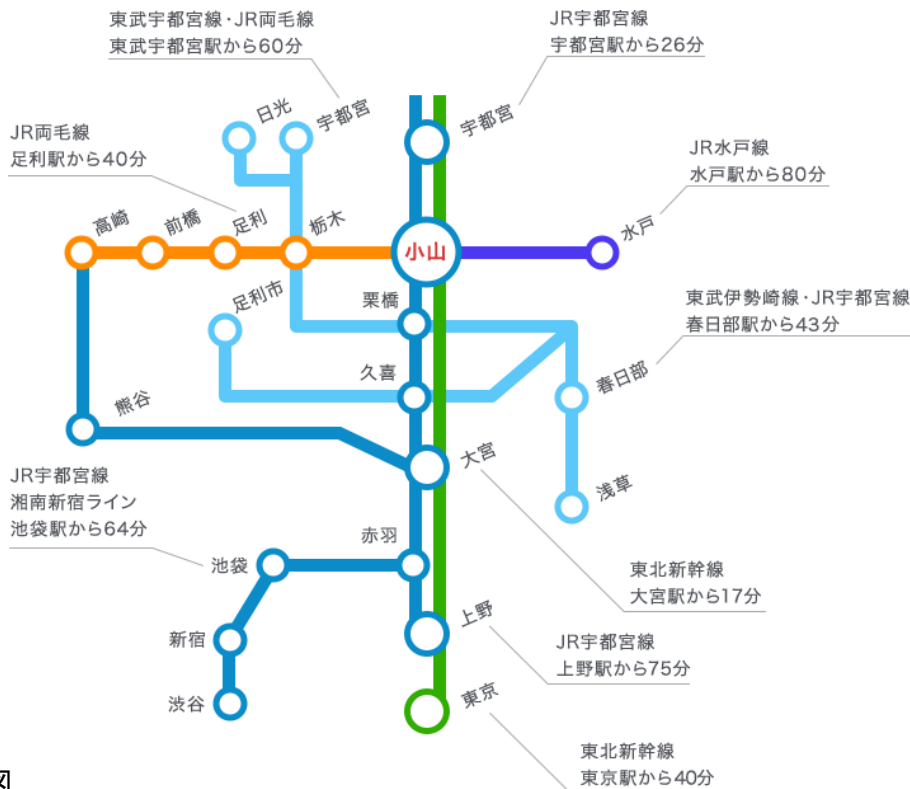 東武宇都宮線・JR両毛線
東武宇都宮駅から60分
JR宇都宮線
宇都宮駅から26分
日光
宇都宮
宇都宮
JR両毛線
足利駅から40分
JR水戸線
水戸駅から80分
高崎
前橋
足利
栃木
小山
水戸
足利市
栗橋
東武伊勢崎線・JR宇都宮線
春日部駅から43分
久喜
春日部
熊谷
大宮
JR宇都宮線
湘南新宿ライン
池袋駅から64分
浅草
赤羽
池袋
東北新幹線
大宮駅から17分
上野
新宿
JR宇都宮線
上野駅から75分
渋谷
東京
東北新幹線
東京駅から40分
図